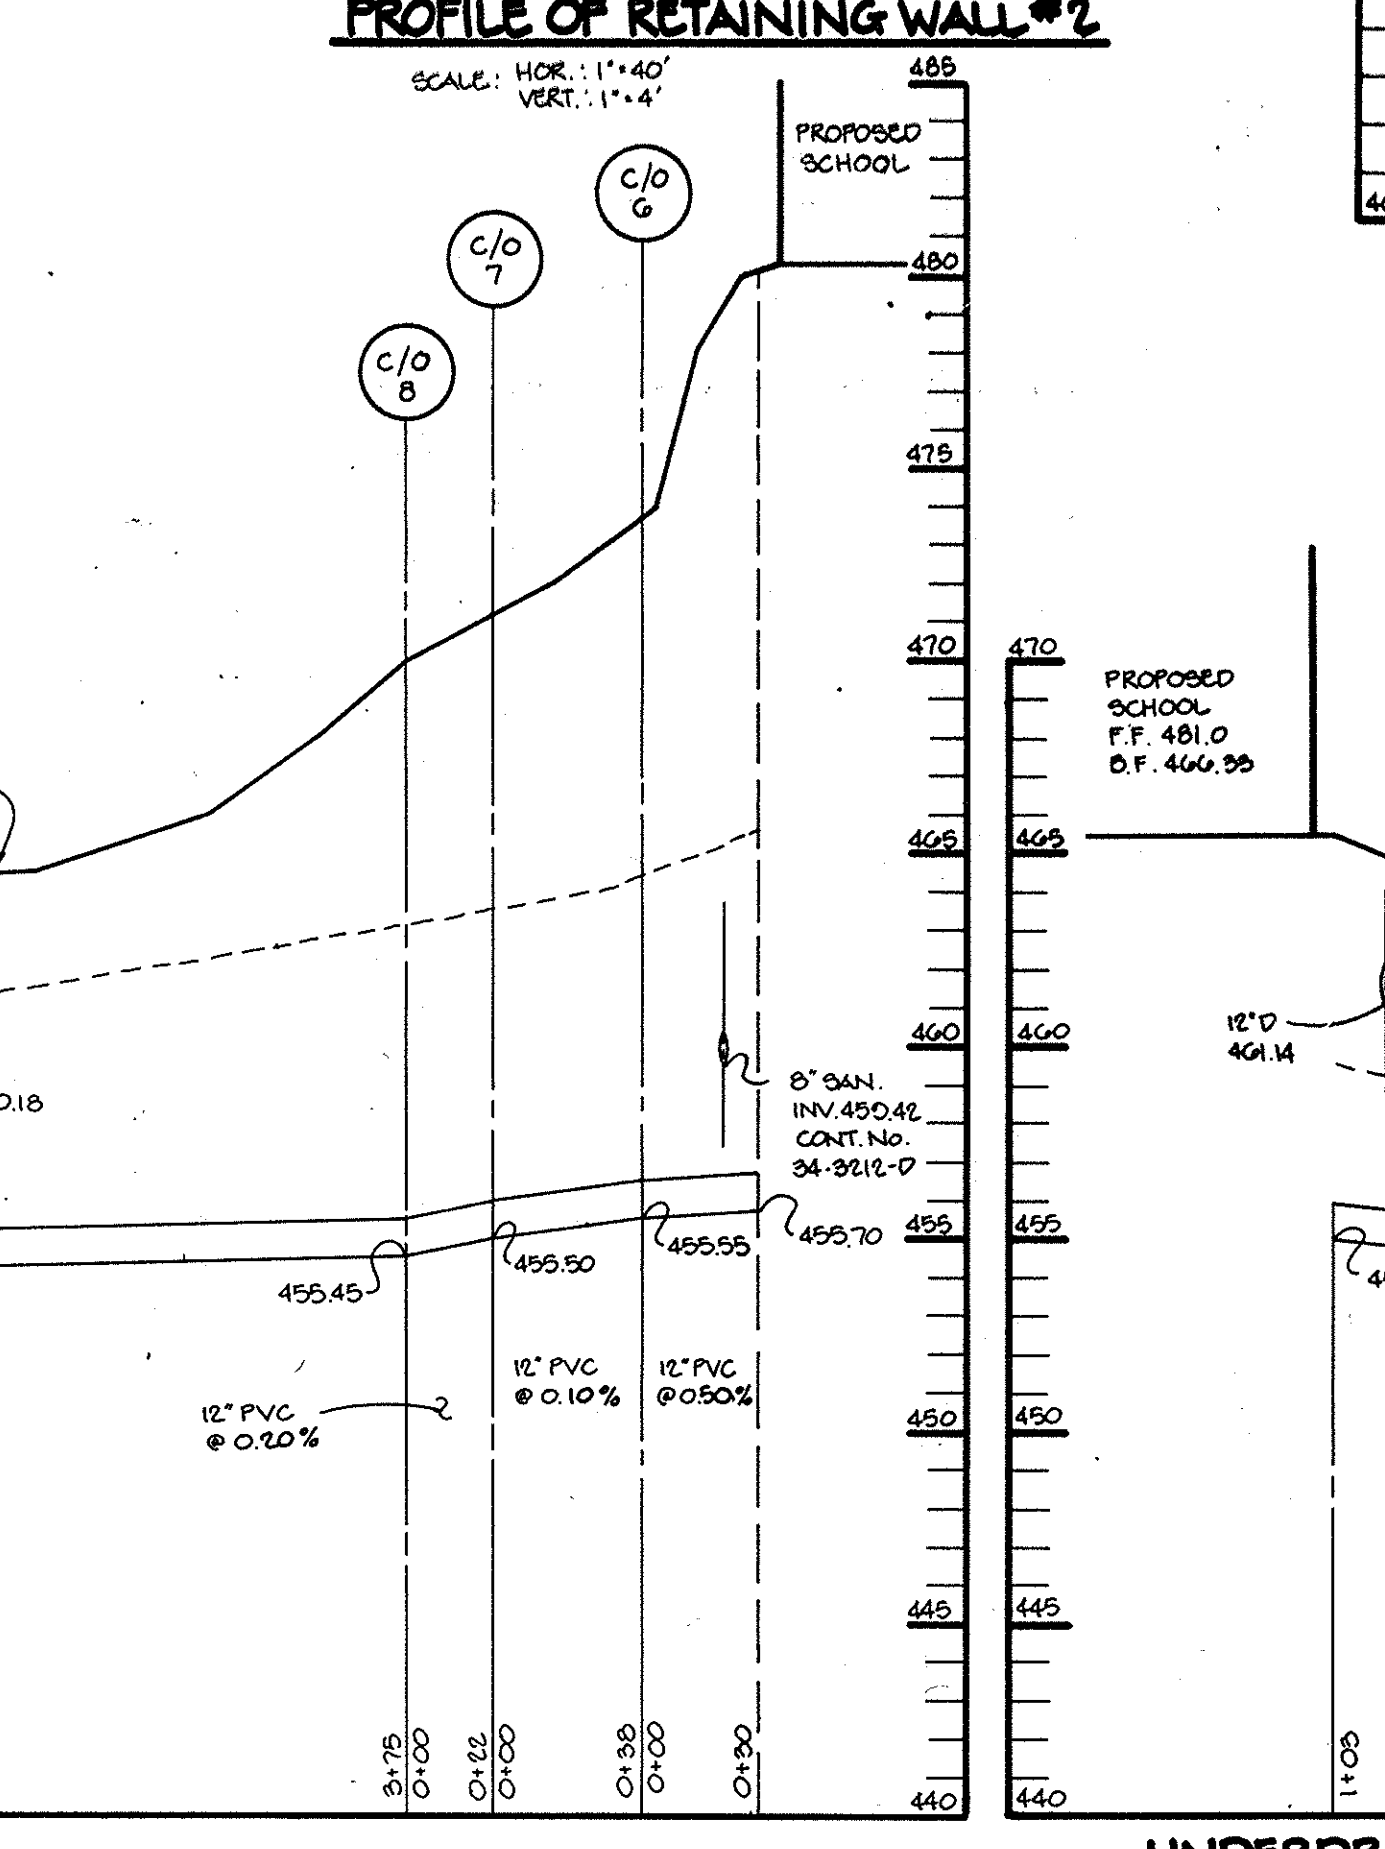 PROFILE OF RETAINING WALL #2
SCALE: HOR.: 1"=40'
VERT.: 1"=4'
485
PROPOSED
SCHOOL
C/O
6
C/O
7
480
C/O
8
475
470
470
PROPOSED
SCHOOL
F.F. 481.0
B.F. 466.33
465
465
460
460
12"D
461.14
8" SAN.
INV. 459.42
CONT. NO.
34-3212-D
0.18
455
455
455.70
455.55
455.50
455.45
12" PVC
@ 0.10%
12" PVC
@ 0.50%
12" PVC
@ 0.20%
450
450
445
445
3+75
0+00
0+22
0+00
0+38
0+00
0+30
1+03
440
440